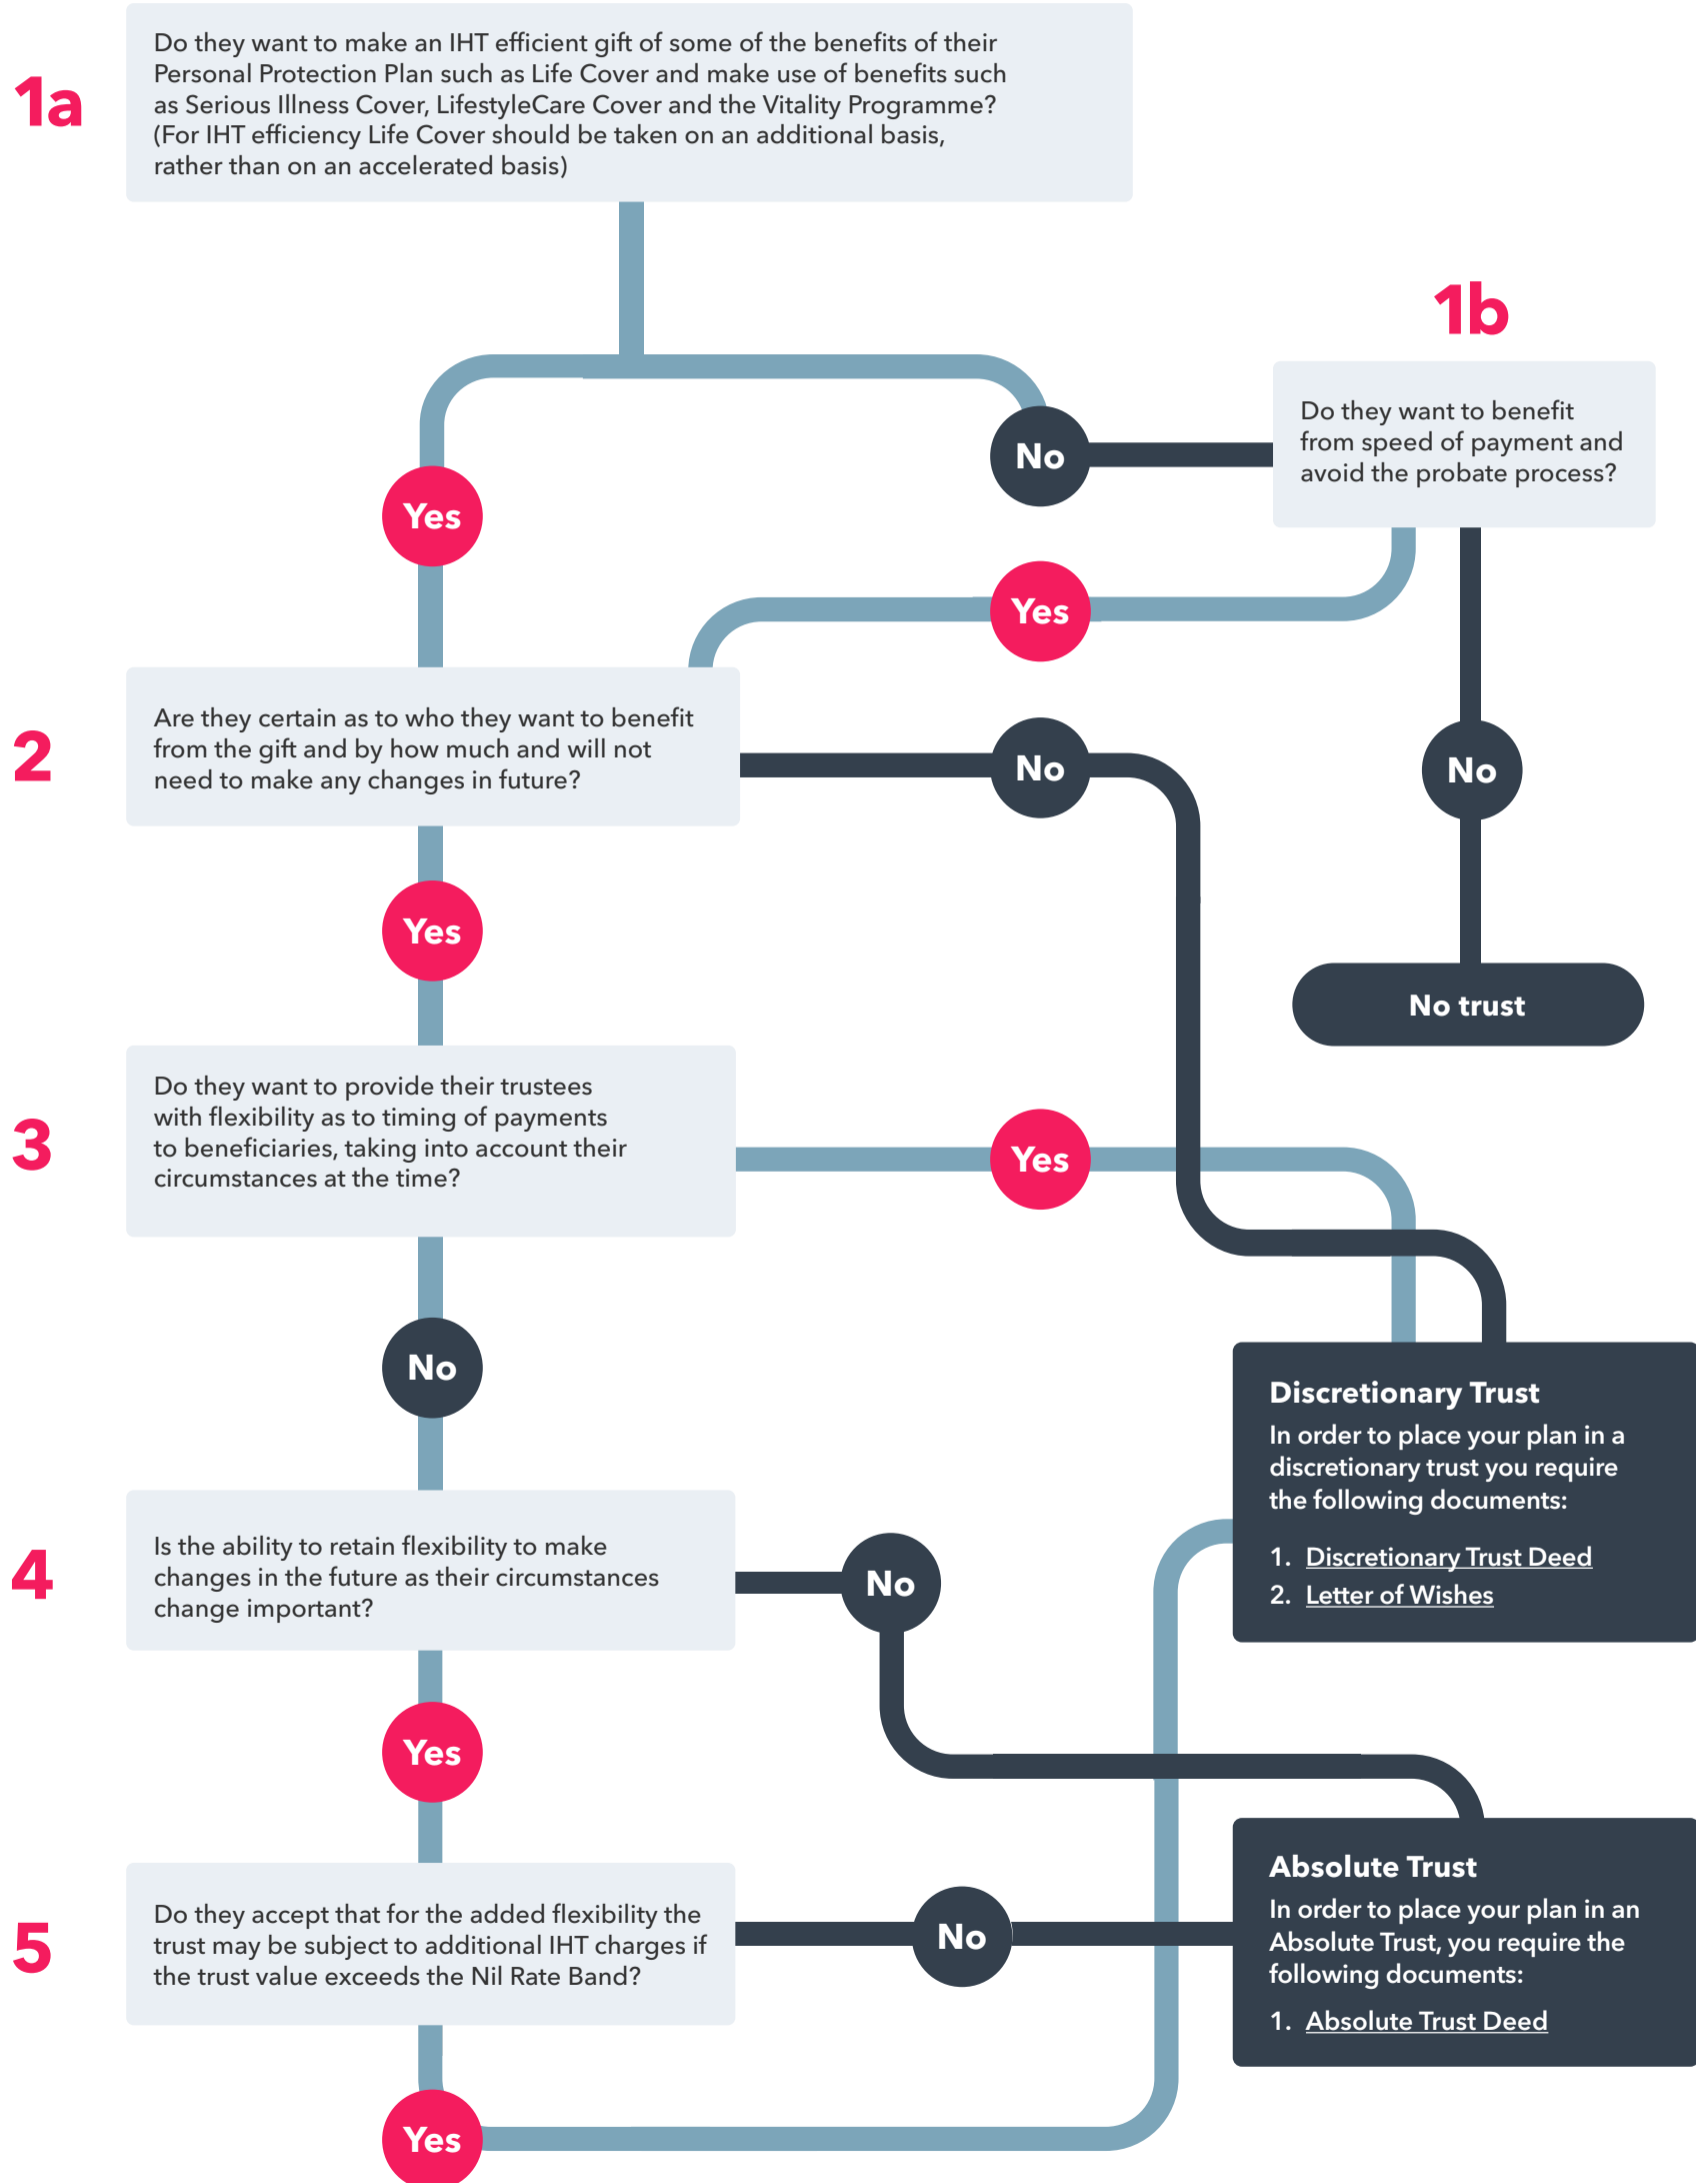 1a
Do they want to make an IHT efficient gift of some of the benefits of their
Personal Protection Plan such as Life Cover and make use of benefits such
as Serious Illness Cover, LifestyleCare Cover and the Vitality Programme?
(For IHT efficiency Life Cover should be taken on an additional basis,
rather than on an accelerated basis)
1b
Do they want to benefit
from speed of payment and
avoid the probate process?
No
Yes
Yes
2
Are they certain as to who they want to benefit
from the gift and by how much and will not
need to make any changes in future?
No
No
Yes
No trust
3
Do they want to provide their trustees
with flexibility as to timing of payments
to beneficiaries, taking into account their
circumstances at the time?
Yes
No
Discretionary Trust
In order to place your plan in a
discretionary trust you require
the following documents:
1. Discretionary Trust Deed
2. Letter of Wishes
4
Is the ability to retain flexibility to make
changes in the future as their circumstances
change important?
No
Yes
Absolute Trust
In order to place your plan in an
Absolute Trust, you require the
following documents:
1. Absolute Trust Deed
5
Do they accept that for the added flexibility the
trust may be subject to additional IHT charges if
the trust value exceeds the Nil Rate Band?
No
Yes